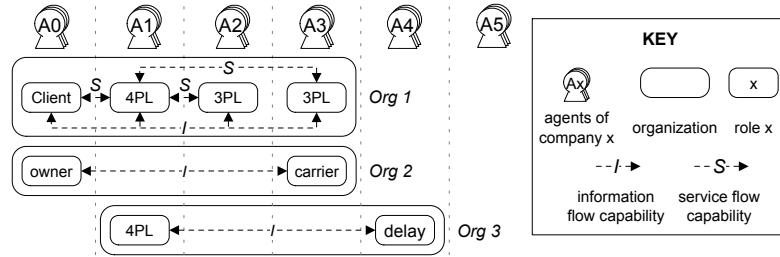 A0 A1 A2 A3 A4 A5
S
Client S 4PL S 3PL 3PL Org 1
I
owner I carrier Org 2
4PL I delay Org 3
KEY
Ax x
agents of company x
organization
role x
I S
information flow capability
service flow capability